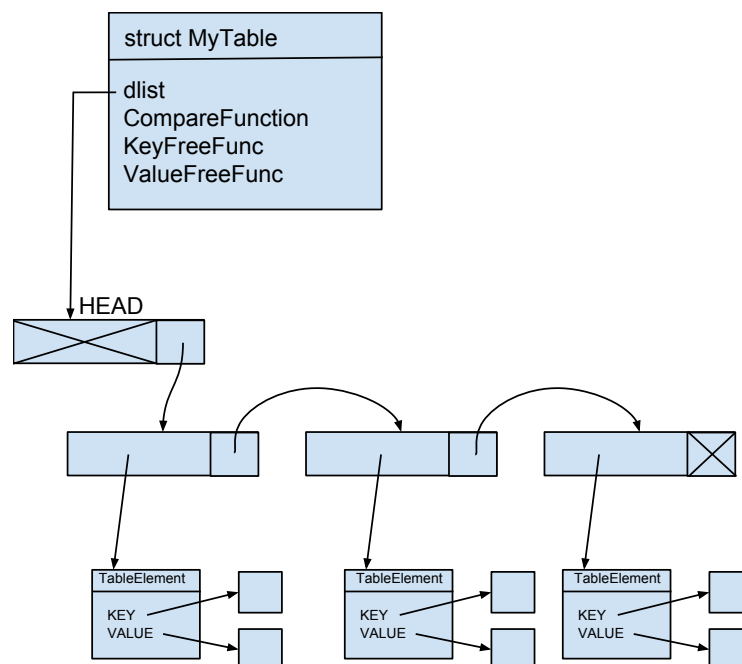 struct MyTable
dlist
CompareFunction
KeyFreeFunc
ValueFreeFunc
HEAD
TableElement
KEY
VALUE
TableElement
KEY
VALUE
TableElement
KEY
VALUE